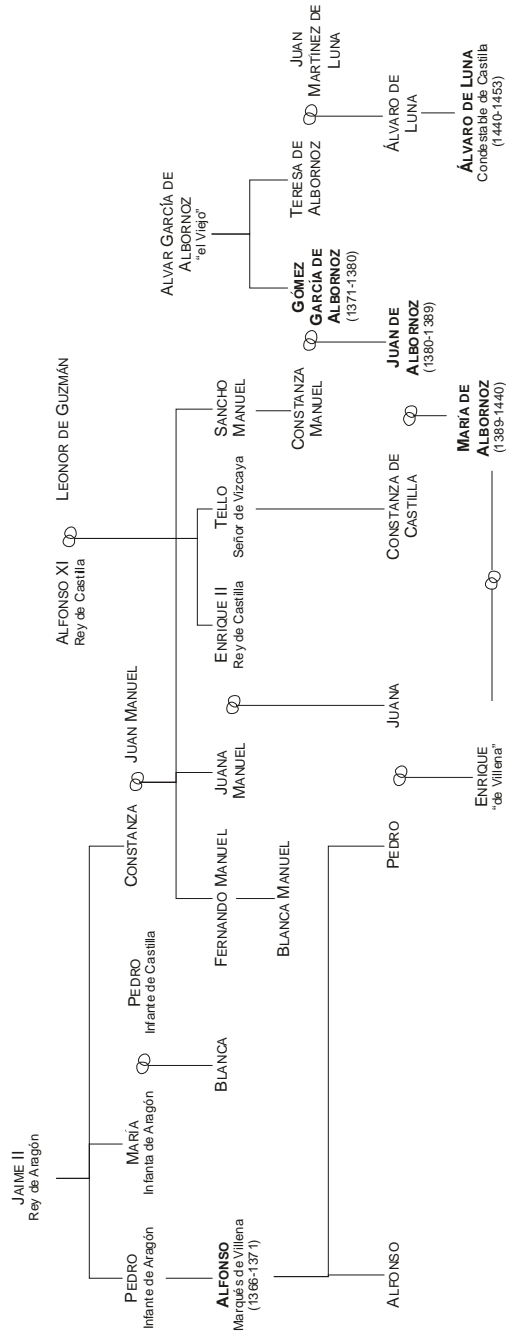 JAIME II
Rey de Aragón
PEDRO
Infante de Aragón
MARÍA
Infanta de Aragón
PEDRO
Infante de Castilla
CONSTANZA
JUAN MANUEL
ALFONSO XI
Rey de Castilla
LEONOR DE GUZMÁN
ALVAR GARCÍA DE
ALBORNOZ
“el Viejo”
ALFONSO
Marqués de Villena
(1366-1371)
BLANCA
FERNANDO MANUEL
JUANA
MANUEL
ENRIQUE II
Rey de Castilla
TELLO
Señor de Vizcaya
SANCHO
MANUEL
GÓMEZ
GARCÍA DE
ALBORNOZ
(1371-1380)
TERESA DE
ALBORNOZ
JUAN
MARTÍNEZ DE
LUNA
BLANCA MANUEL
CONSTANZA
MANUEL
ALFONSO
PEDRO
JUANA
CONSTANZA DE
CASTILLA
JUAN DE
ALBORNOZ
(1380-1389)
ÁLVARO DE
LUNA
ENRIQUE
“de Villena”
MARÍA DE
ALBORNOZ
(1389-1440)
ÁLVARO DE LUNA
Condestable de Castilla
(1440-1453)